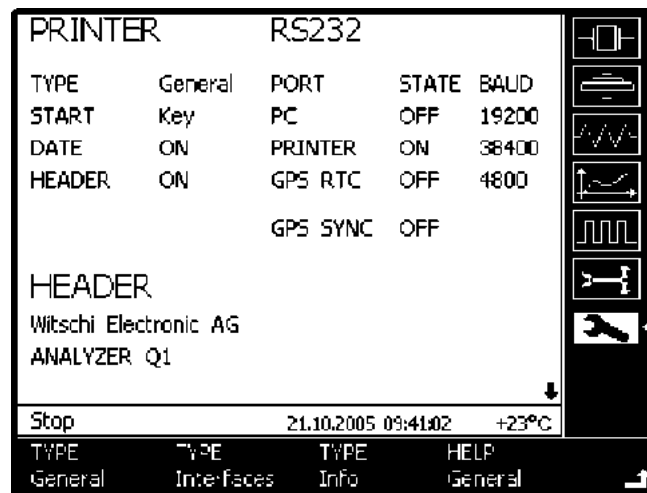 PRINTER RS232
TYPE General PORT STATE BAUD
START Key PC OFF 19200
DATE ON PRINTER ON 38400
HEADER ON GPS RTC OFF 4800
GPS SYNC OFF
HEADER
Witschi Electronic AG
ANALYZER Q1
Stop 21.10.2005 09:41:02 +23°C
TYPE TYPE TYPE HELP
General Interfaces Info General